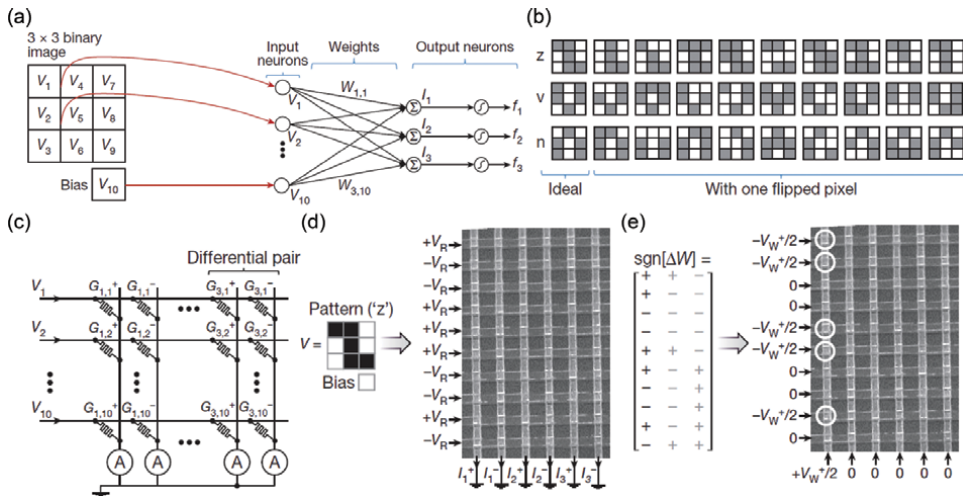 (a)
3 × 3 binary
image
V1 V4 V7
V2 V5 V8
V3 V6 V9
Bias V10
Input
neurons
Weights
Output neurons
V1
V2
V10
W1,1
W3,10
Σ
Σ
Σ
I1
I2
I3
f1
f2
f3
(b)
z
v
n
Ideal
With one flipped pixel
(c)
Differential pair
V1 G1,1+ G1,1− G3,1+ G3,1−
V2 G1,2+ G1,2− G3,2+ G3,2−
V10 G1,10+ G1,10− G3,10+ G3,10−
A A A A
(d)
Pattern ('z')
V =
Bias
+VR
−VR
−VR
+VR
+VR
+VR
−VR
−VR
+VR
−VR
I1+ I1− I2+ I2− I3+ I3−
(e)
sgn[ΔW] =
+ + −
+ − −
− − −
− − −
+ + −
+ − +
− − +
− − +
+ − +
− + +
−VW+/2
−VW+/2
0
0
−VW+/2
−VW+/2
0
0
−VW+/2
0
+VW+/2 0 0 0 0 0